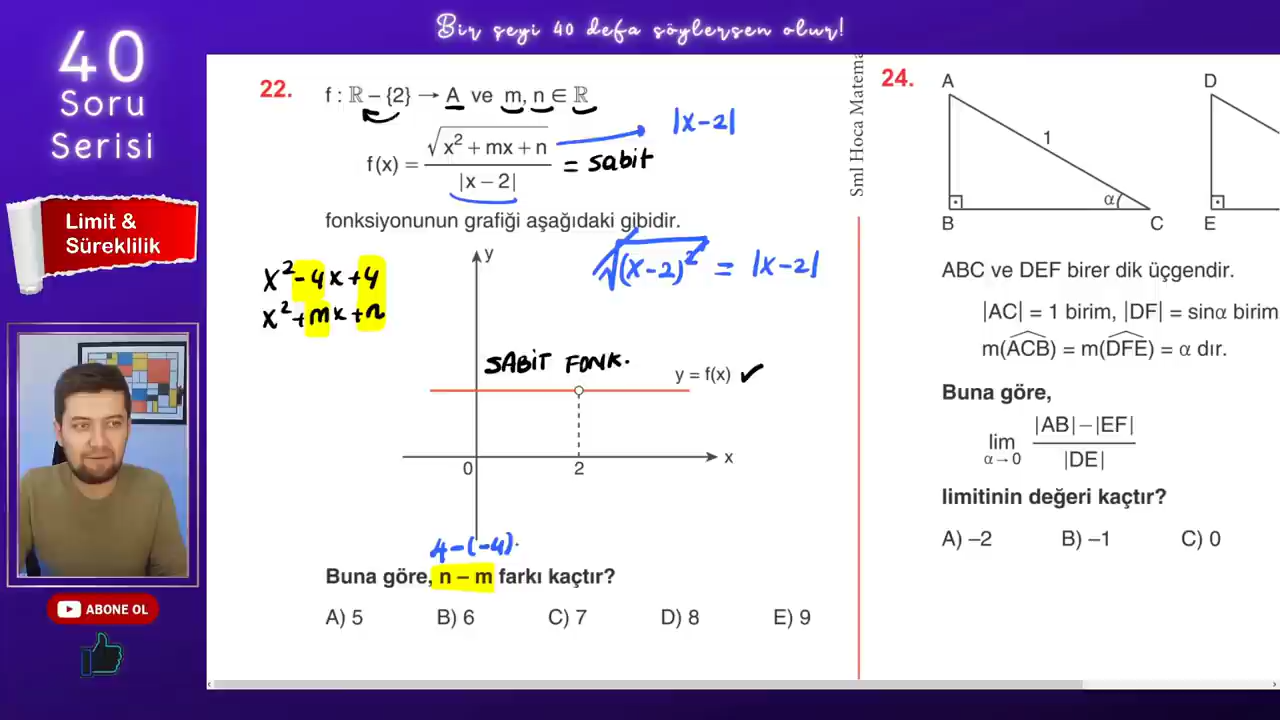 Bir şeyi 40 defa söylersen olur!
40
Soru
Serisi
Limit &
Süreklilik
ABONE OL
22.
f : ℝ – {2} → A ve m, n ∈ ℝ
f(x) = √(x² + mx + n) / |x – 2| = sabit
|x-2|
fonksiyonunun grafiği aşağıdaki gibidir.
√(x-2)² = |x-2|
x²-4x+4
x²+mx+n
y
SABİT FONK.
y = f(x) ✓
0
2
x
4-(-4).
Buna göre, n – m farkı kaçtır?
A) 5 B) 6 C) 7 D) 8 E) 9
Sml Hoca Matema
24.
A
D
1
α
B
C
E
ABC ve DEF birer dik üçgendir.
|AC| = 1 birim, |DF| = sinα birim
m(ACB) = m(DFE) = α dır.
Buna göre,
lim α→0 |AB|–|EF| / |DE|
limitinin değeri kaçtır?
A) –2 B) –1 C) 0